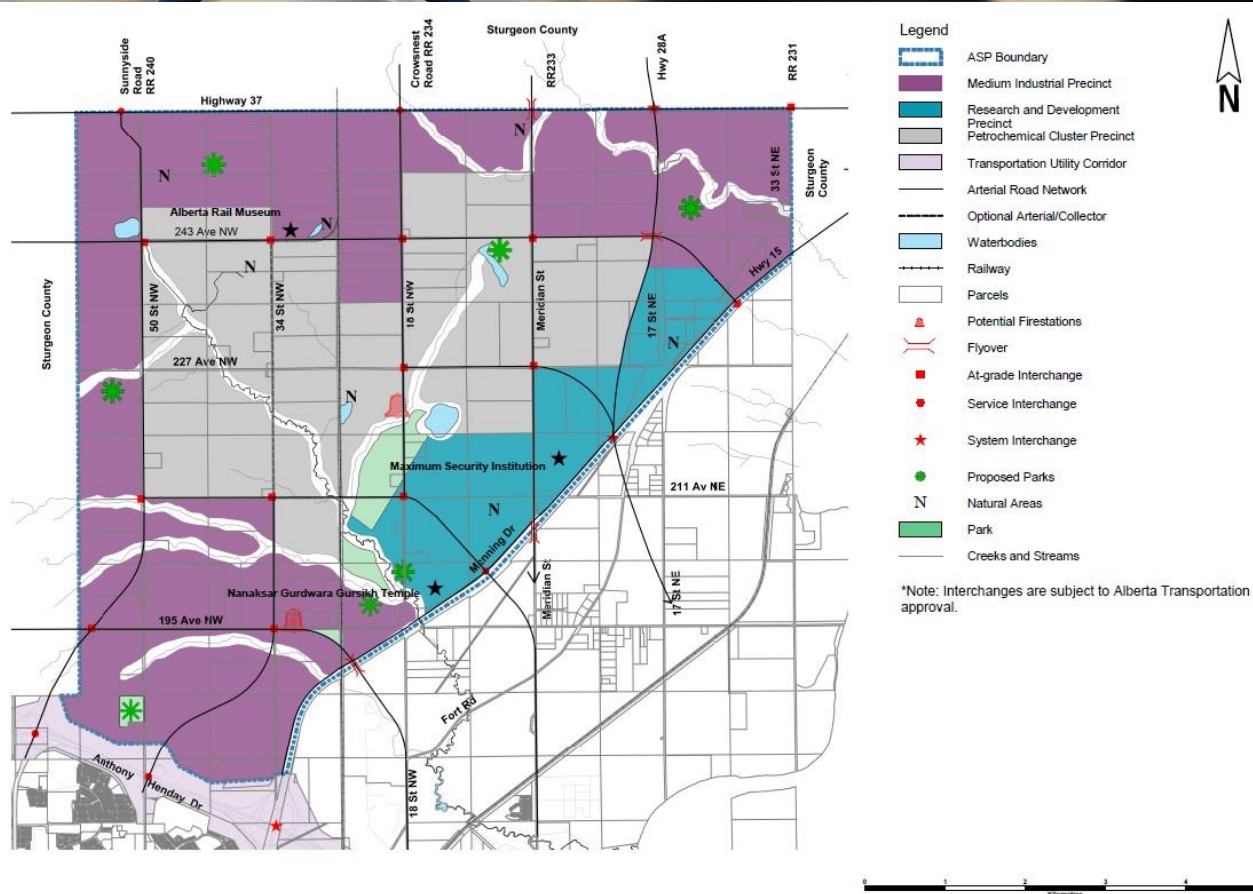 Sturgeon County
Sunnyside
Road
RR 240
Crowsnest
Road RR 234
RR233
Hwy 28A
RR 231
Highway 37
N
N
33 St NE
Sturgeon
County
Alberta Rail Museum
N
243 Ave NW
N
Hwy 15
Sturgeon County
50 St NW
34 St NW
18 St NW
Meridian St
17 St NE
N
227 Ave NW
N
Maximum Security Institution
211 Av NE
N
Manning Dr
Nanaksar Gurdwara Gursikh Temple
Meridian St
17 St NE
195 Ave NW
Fort Rd
Anthony
Henday Dr
18 St NW
Legend
ASP Boundary
Medium Industrial Precinct
Research and Development
Precinct
Petrochemical Cluster Precinct
Transportation Utility Corridor
Arterial Road Network
Optional Arterial/Collector
Waterbodies
Railway
Parcels
Potential Firestations
Flyover
At-grade Interchange
Service Interchange
System Interchange
Proposed Parks
N Natural Areas
Park
Creeks and Streams
*Note: Interchanges are subject to Alberta Transportation
approval.
N
0 1 2 3 4